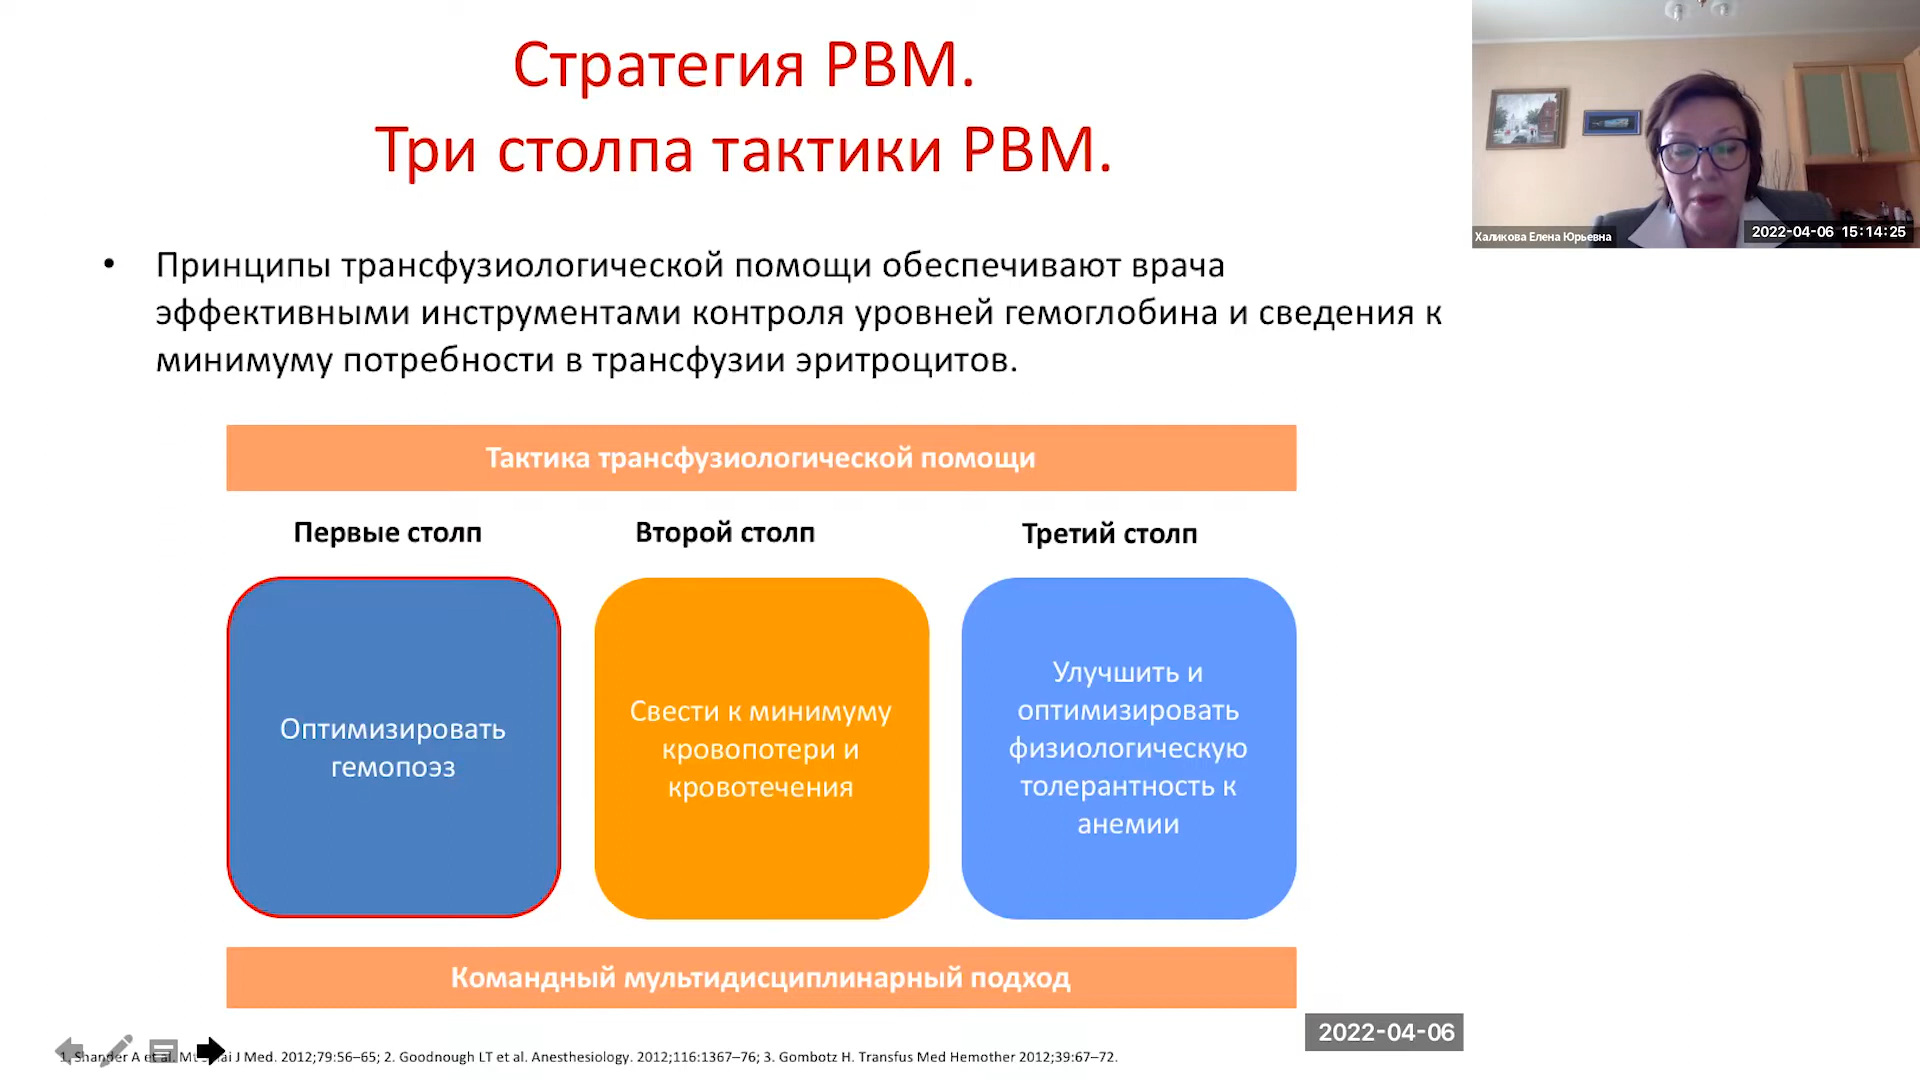 Стратегия PBM.
Три столпа тактики PBM.
• Принципы трансфузиологической помощи обеспечивают врача
эффективными инструментами контроля уровней гемоглобина и сведения к
минимуму потребности в трансфузии эритроцитов.
Тактика трансфузиологической помощи
Первые столп
Второй столп
Третий столп
Оптимизировать
гемопоэз
Свести к минимуму
кровопотери и
кровотечения
Улучшить и
оптимизировать
физиологическую
толерантность к
анемии
Командный мультидисциплинарный подход
1. Shander A et al. J Med. 2012;79:56–65; 2. Goodnough LT et al. Anesthesiology. 2012;116:1367–76; 3. Gombotz H. Transfus Med Hemother 2012;39:67–72.
2022-04-06
Халикова Елена Юрьевна
2022-04-06 15:14:25